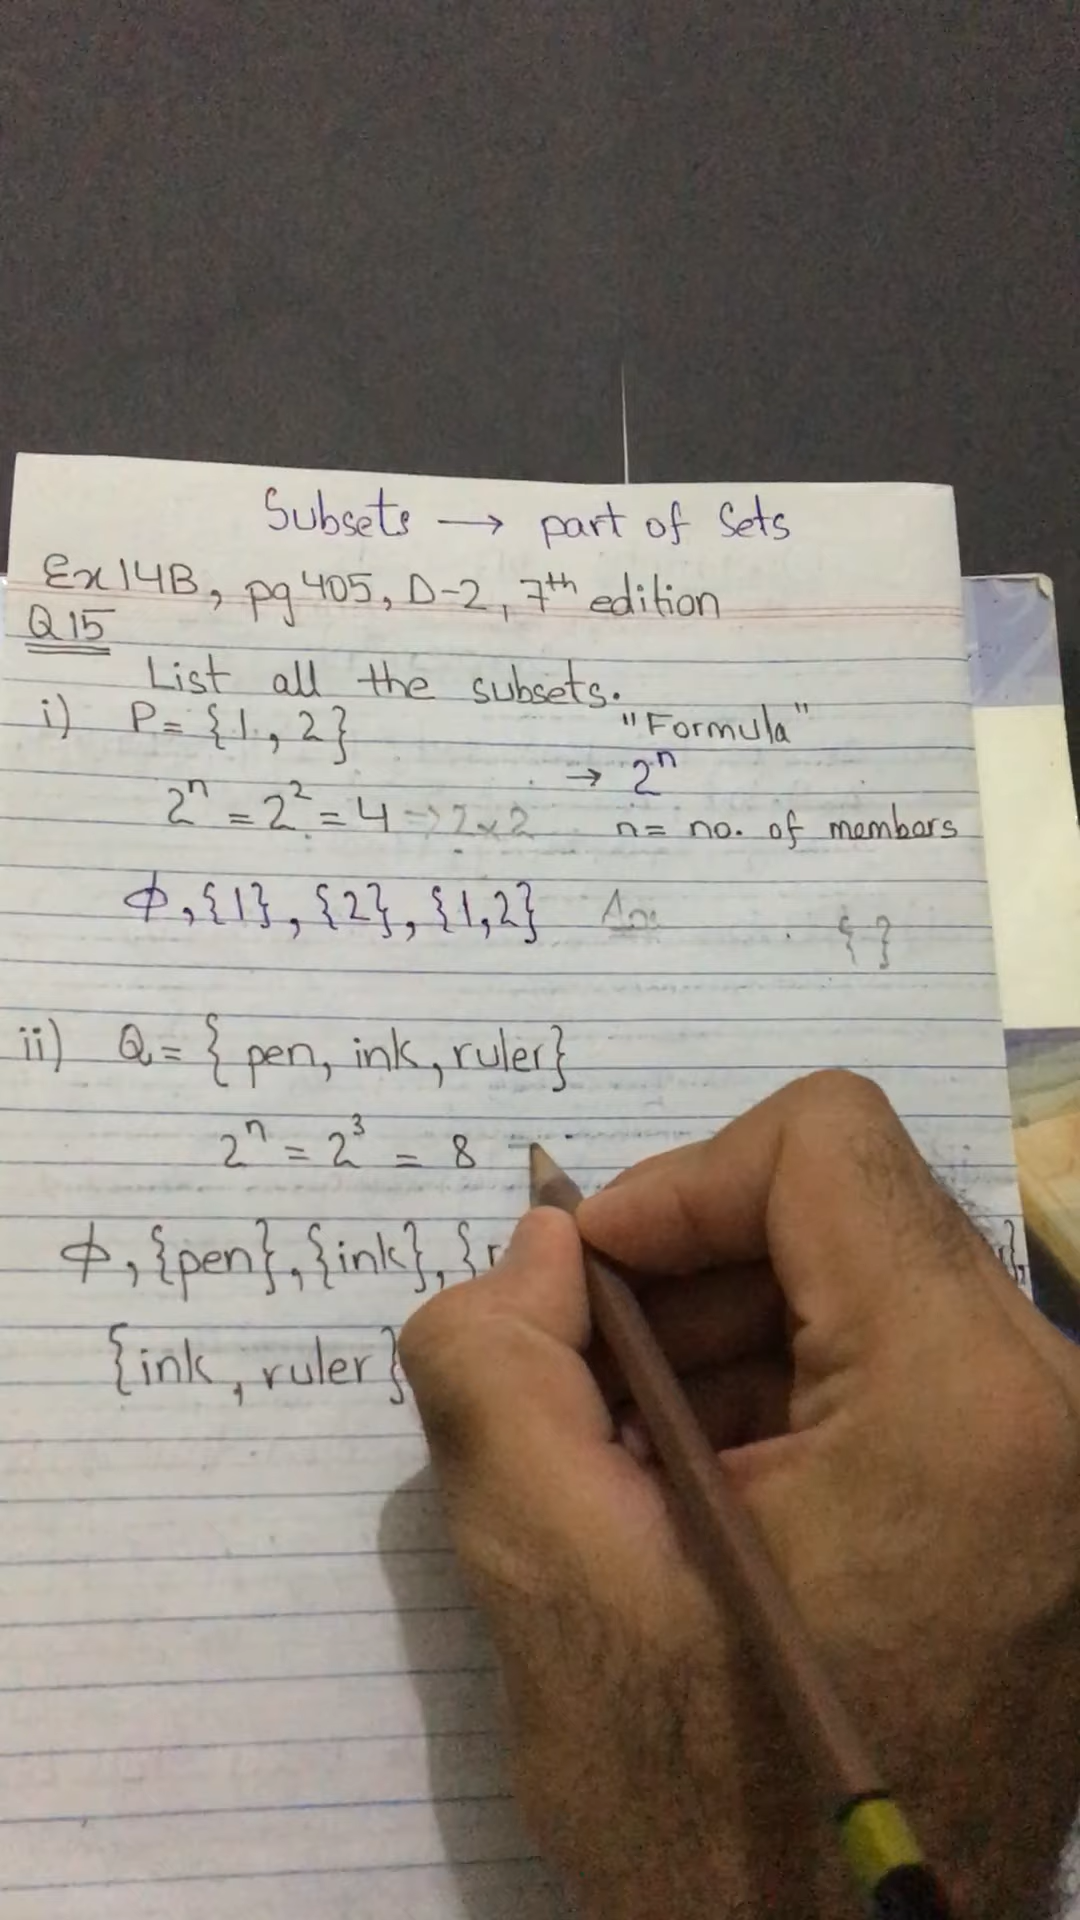 Subsets → part of Sets
Ex 14B, pg 405, D-2, 7th edition
Q15
List all the subsets.
i) P = {1, 2}
"Formula"
→ 2ⁿ
2ⁿ = 2² = 4 => 2x2
n = no. of members
ϕ, {1}, {2}, {1,2} Ans
{ }
ii) Q = { pen, ink, ruler}
2ⁿ = 2³ = 8
ϕ, {pen}, {ink}, {
{ink, ruler}